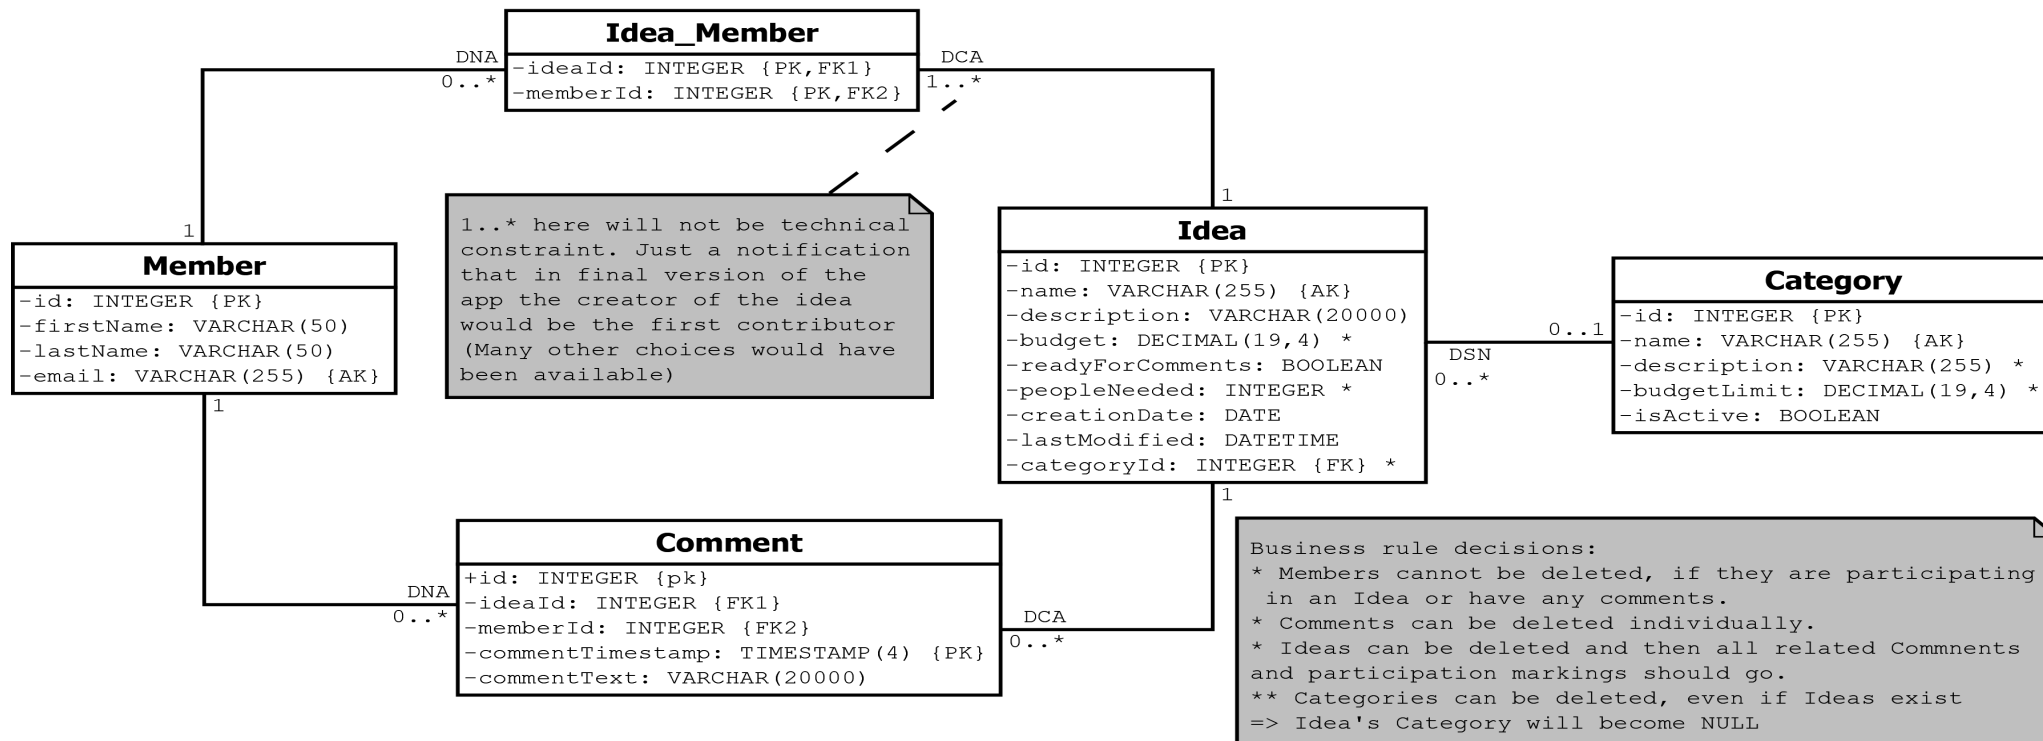 Idea_Member
-ideaId: INTEGER {PK,FK1}
-memberId: INTEGER {PK,FK2}
DNA
0..*
DCA
1..*
1
1
1..* here will not be technical
constraint. Just a notification
that in final version of the
app the creator of the idea
would be the first contributor
(Many other choices would have
been available)
Member
-id: INTEGER {PK}
-firstName: VARCHAR(50)
-lastName: VARCHAR(50)
-email: VARCHAR(255) {AK}
1
Idea
-id: INTEGER {PK}
-name: VARCHAR(255) {AK}
-description: VARCHAR(20000)
-budget: DECIMAL(19,4) *
-readyForComments: BOOLEAN
-peopleNeeded: INTEGER *
-creationDate: DATE
-lastModified: DATETIME
-categoryId: INTEGER {FK} *
1
DSN
0..*
0..1
Category
-id: INTEGER {PK}
-name: VARCHAR(255) {AK}
-description: VARCHAR(255) *
-budgetLimit: DECIMAL(19,4) *
-isActive: BOOLEAN
Comment
+id: INTEGER {pk}
-ideaId: INTEGER {FK1}
-memberId: INTEGER {FK2}
-commentTimestamp: TIMESTAMP(4) {PK}
-commentText: VARCHAR(20000)
DNA
0..*
DCA
0..*
Business rule decisions:
* Members cannot be deleted, if they are participating
in an Idea or have any comments.
* Comments can be deleted individually.
* Ideas can be deleted and then all related Commnents
and participation markings should go.
** Categories can be deleted, even if Ideas exist
=> Idea's Category will become NULL